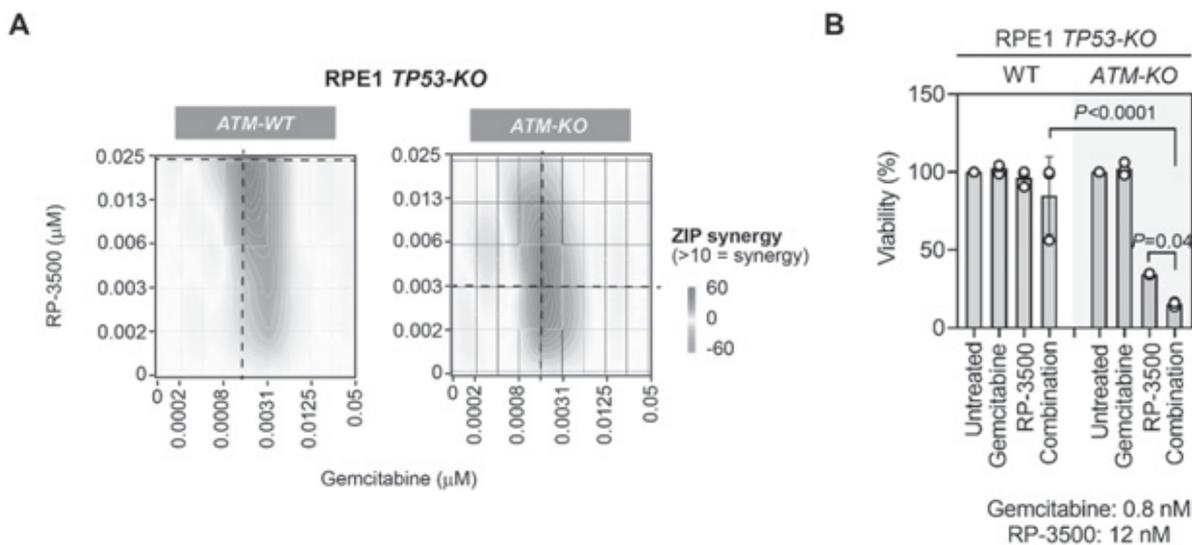 A
RPE1 TP53-KO
ATM-WT
ATM-KO
RP-3500 (μM)
0.025
0.013
0.006
0.003
0.002
0
0.025
0.013
0.006
0.003
0.002
0
0
0.0002
0.0008
0.0031
0.0125
0.05
0
0.0002
0.0008
0.0031
0.0125
0.05
Gemcitabine (μM)
ZIP synergy
(>10 = synergy)
60
0
-60
B
RPE1 TP53-KO
WT
ATM-KO
Viability (%)
150
100
50
0
P<0.0001
P=0.04
Untreated
Gemcitabine
RP-3500
Combination
Untreated
Gemcitabine
RP-3500
Combination
Gemcitabine: 0.8 nM
RP-3500: 12 nM